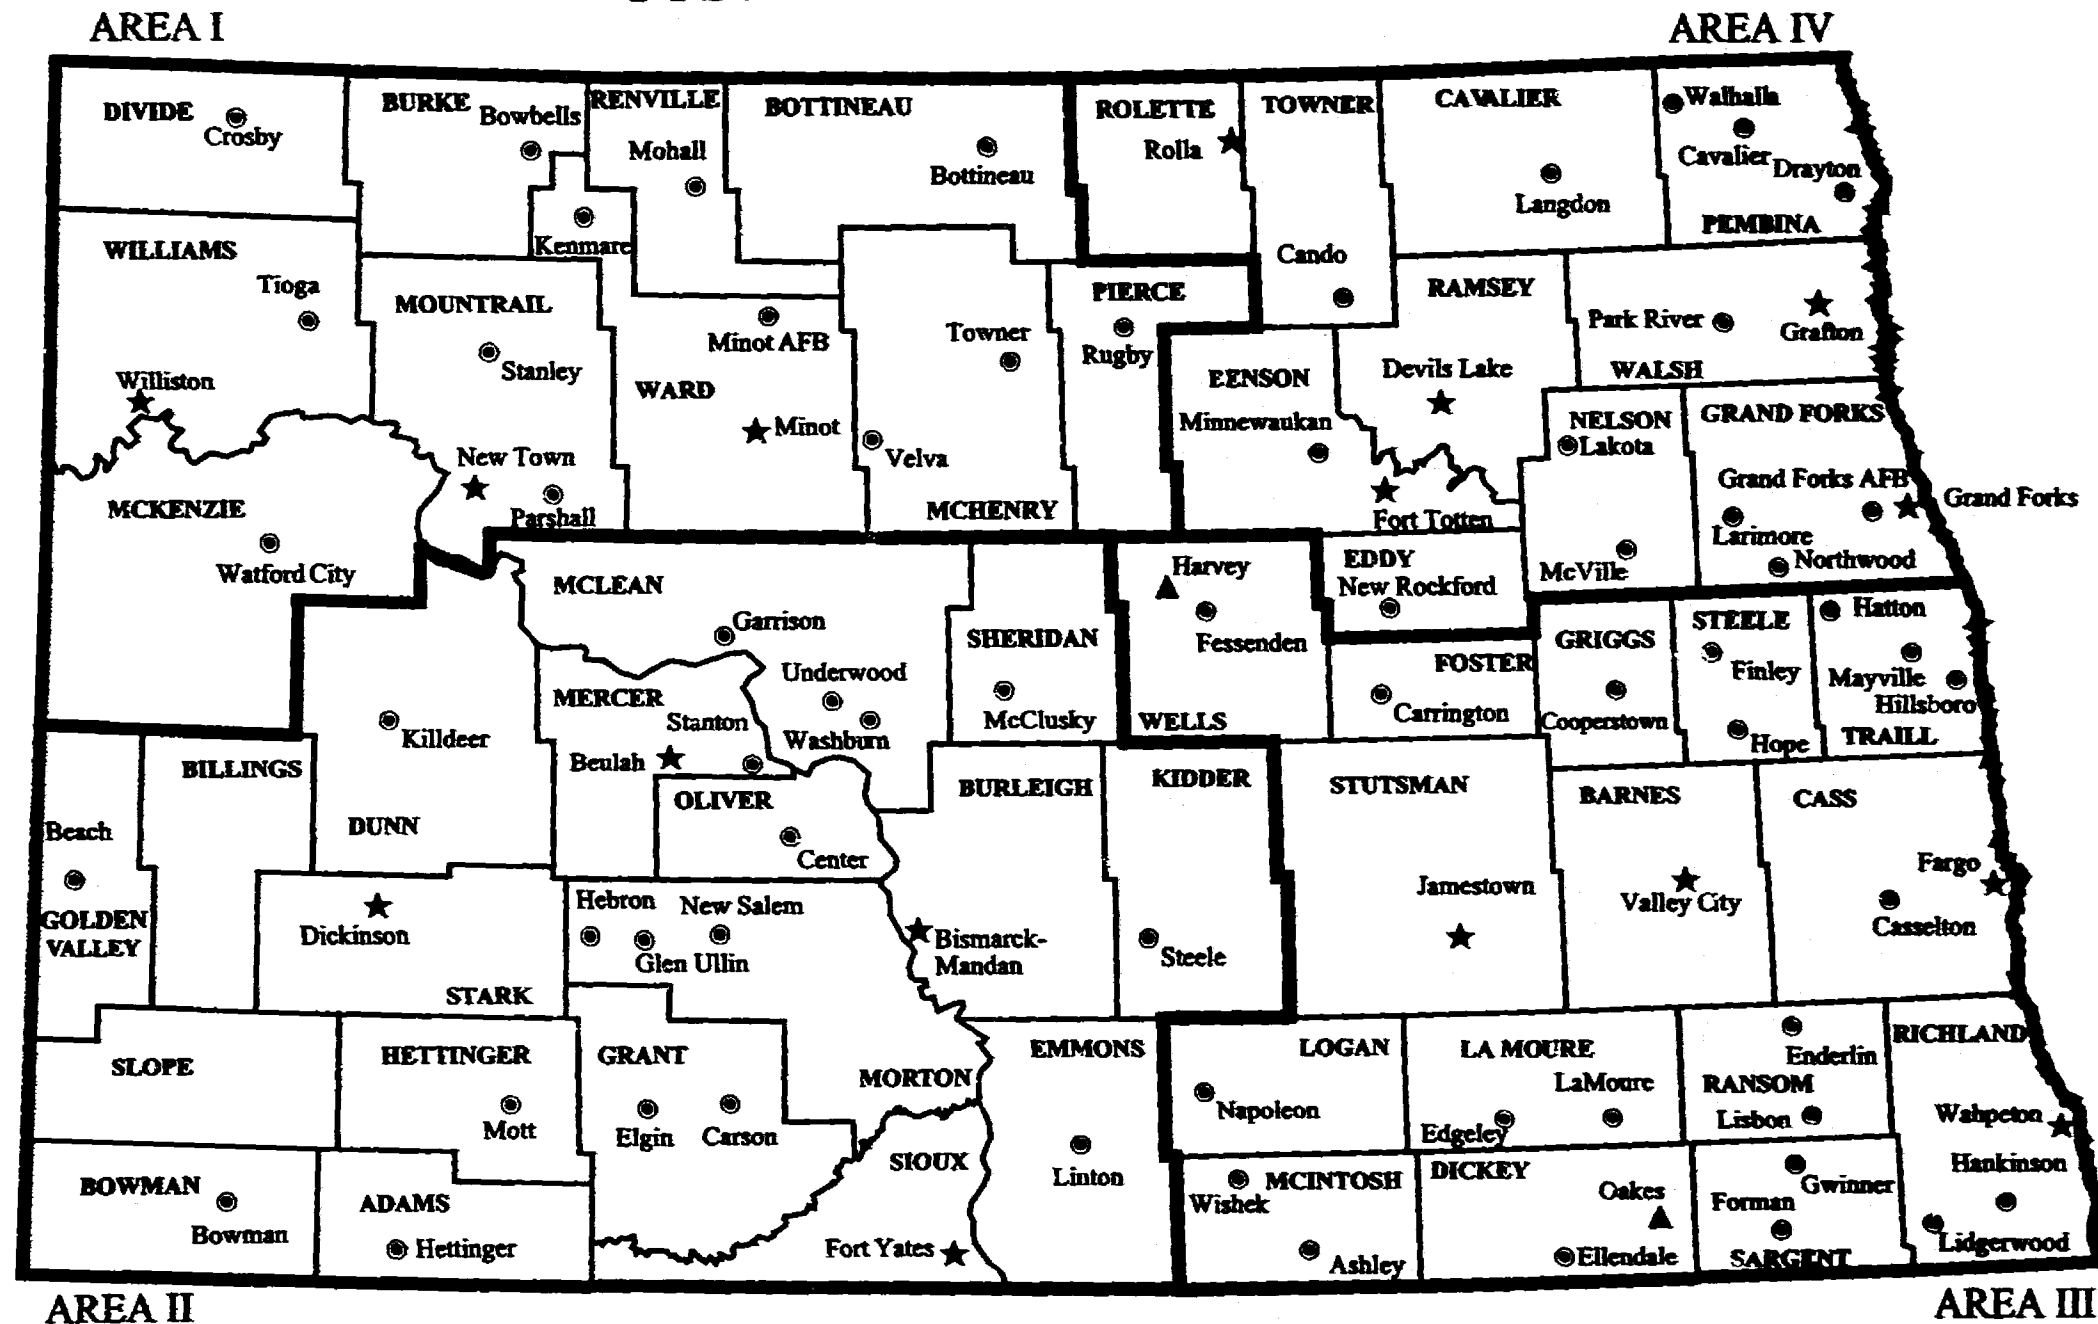 AREA I
AREA IV
DIVIDE
Crosby
BURKE
Bowbells
RENVILLE
Mohall
BOTTINEAU
Bottineau
ROLETTE
Rolla
TOWNER
Cando
CAVALIER
Langdon
Walhalla
Cavalier
Drayton
PEMBINA
WILLIAMS
Tioga
Williston
Kenmare
MOUNTRAIL
Stanley
New Town
Parshall
Minot AFB
WARD
Minot
Towner
Velva
MCHENRY
PIERCE
Rugby
EENSON
Minnewaukan
Fort Totten
RAMSEY
Devils Lake
Park River
Grafton
WALSH
NELSON
Lakota
McVille
GRAND FORKS
Grand Forks AFB
Grand Forks
Larimore
Northwood
MCKENZIE
Watford City
MCLEAN
Garrison
Underwood
Washburn
SHERIDAN
McClusky
Harvey
Fessenden
WELLS
EDDY
New Rockford
FOSTER
Carrington
GRIGGS
Cooperstown
STEELE
Finley
Hope
Hatton
Mayville
Hillsboro
TRAILL
Killdeer
DUNN
MERCER
Stanton
Beulah
OLIVER
Center
BILLINGS
Beach
GOLDEN
VALLEY
Dickinson
STARK
Hebron
New Salem
Glen Ullin
BURLEIGH
Bismarck-
Mandan
KIDDER
Steele
STUTSMAN
Jamestown
BARNES
Valley City
CASS
Fargo
Casselton
SLOPE
HETTINGER
Mott
GRANT
Elgin
Carson
MORTON
SIOUX
Fort Yates
EMMONS
Linton
LOGAN
Napoleon
LA MOURE
LaMoure
Edgeley
Enderlin
RANSOM
Lisbon
RICHLAND
Wahpeton
Hankinson
Lidgerwood
BOWMAN
Bowman
ADAMS
Hettinger
Wishek
MCINTOSH
Ashley
DICKEY
Oakes
Ellendale
Gwinner
Forman
SARGENT
AREA II
AREA III